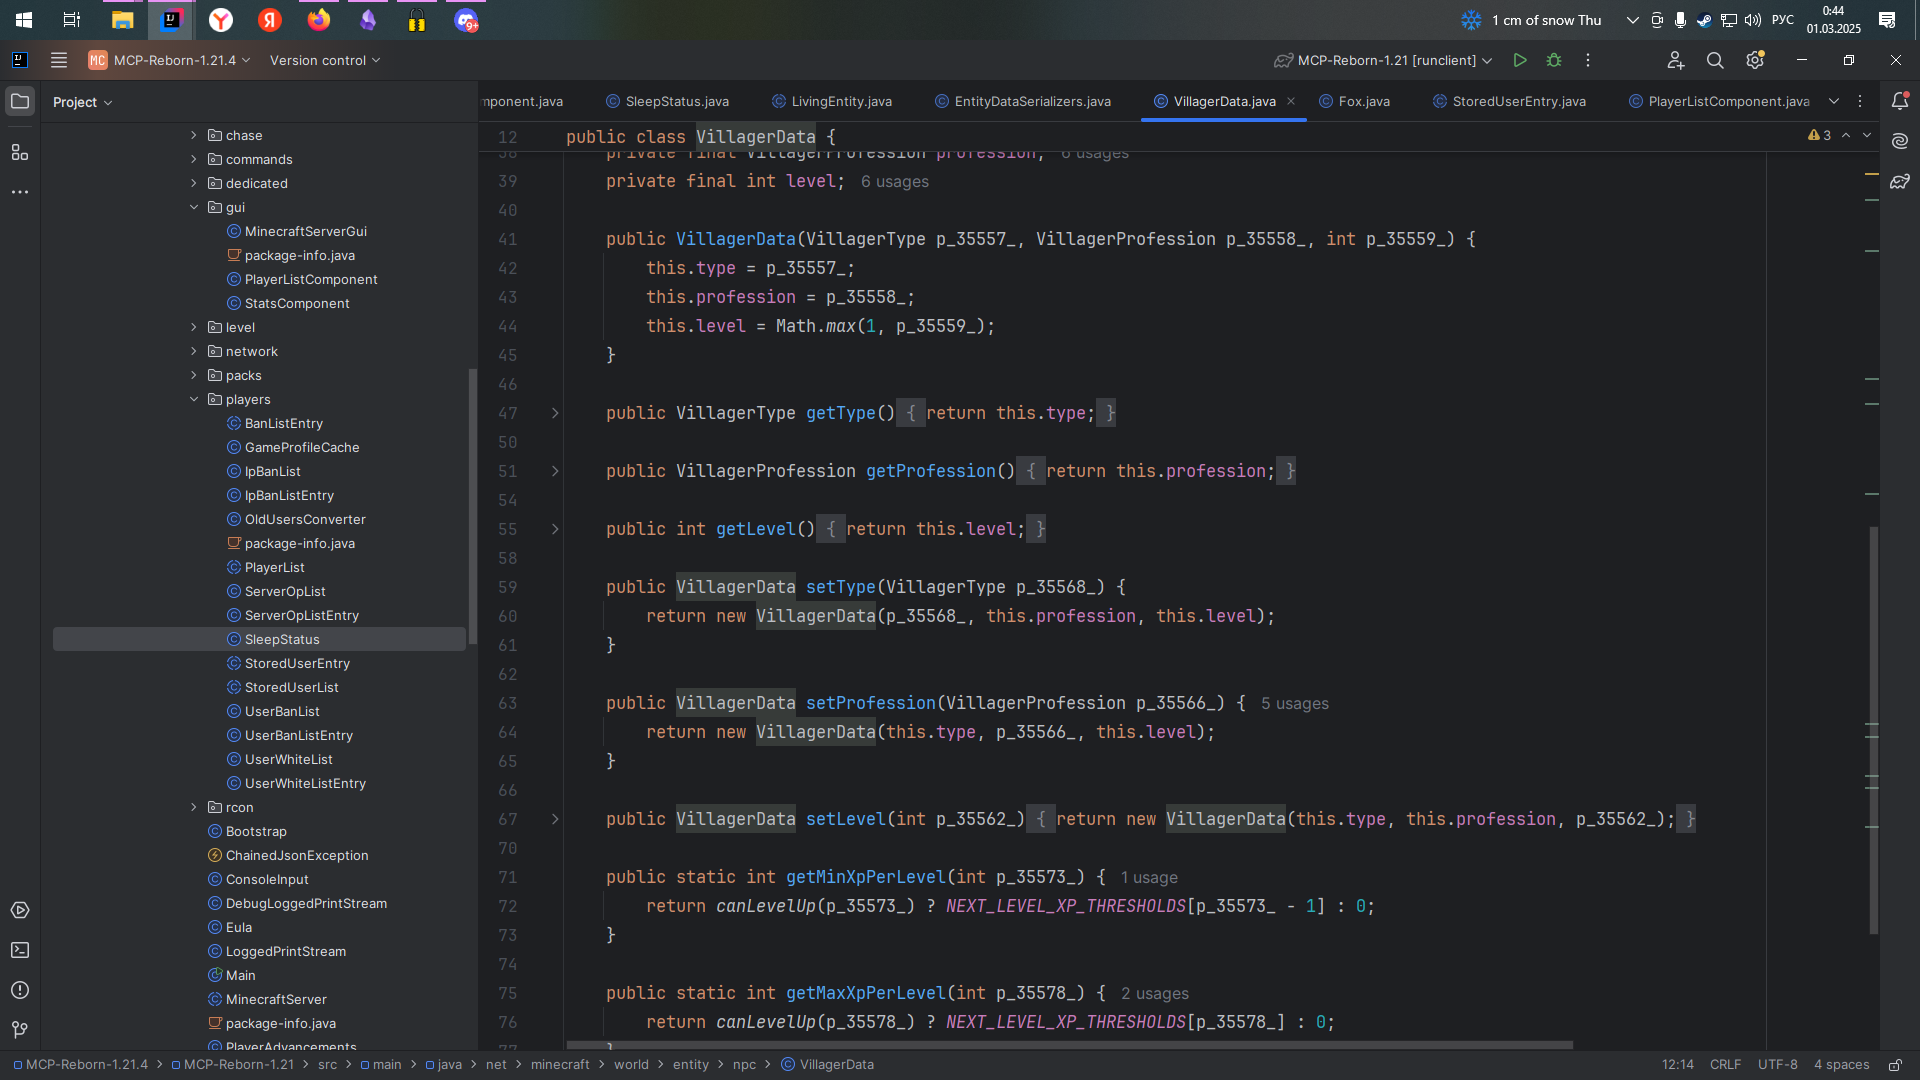 1 cm of snow Thu
РУС
0:44
01.03.2025
9+
MC MCP-Reborn-1.21.4
Version control
MCP-Reborn-1.21 [runclient]
Project
mponent.java
SleepStatus.java
LivingEntity.java
EntityDataSerializers.java
VillagerData.java
Fox.java
StoredUserEntry.java
PlayerListComponent.java
chase
commands
dedicated
gui
MinecraftServerGui
package-info.java
PlayerListComponent
StatsComponent
level
network
packs
players
BanListEntry
GameProfileCache
IpBanList
IpBanListEntry
OldUsersConverter
package-info.java
PlayerList
ServerOpList
ServerOpListEntry
SleepStatus
StoredUserEntry
StoredUserList
UserBanList
UserBanListEntry
UserWhiteList
UserWhiteListEntry
rcon
Bootstrap
ChainedJsonException
ConsoleInput
DebugLoggedPrintStream
Eula
LoggedPrintStream
Main
MinecraftServer
package-info.java
PlayerAdvancements
12 public class VillagerData {
3
38 private final VillagerProfession profession; 6 usages
39 private final int level; 6 usages
40
41 public VillagerData(VillagerType p_35557_, VillagerProfession p_35558_, int p_35559_) {
42 this.type = p_35557_;
43 this.profession = p_35558_;
44 this.level = Math.max(1, p_35559_);
45 }
46
47 public VillagerType getType() { return this.type; }
50
51 public VillagerProfession getProfession() { return this.profession; }
54
55 public int getLevel() { return this.level; }
58
59 public VillagerData setType(VillagerType p_35568_) {
60 return new VillagerData(p_35568_, this.profession, this.level);
61 }
62
63 public VillagerData setProfession(VillagerProfession p_35566_) { 5 usages
64 return new VillagerData(this.type, p_35566_, this.level);
65 }
66
67 public VillagerData setLevel(int p_35562_) { return new VillagerData(this.type, this.profession, p_35562_); }
70
71 public static int getMinXpPerLevel(int p_35573_) { 1 usage
72 return canLevelUp(p_35573_) ? NEXT_LEVEL_XP_THRESHOLDS[p_35573_ - 1] : 0;
73 }
74
75 public static int getMaxXpPerLevel(int p_35578_) { 2 usages
76 return canLevelUp(p_35578_) ? NEXT_LEVEL_XP_THRESHOLDS[p_35578_] : 0;
77 }
MCP-Reborn-1.21.4 > MCP-Reborn-1.21 > src > main > java > net > minecraft > world > entity > npc > VillagerData
12:14 CRLF UTF-8 4 spaces